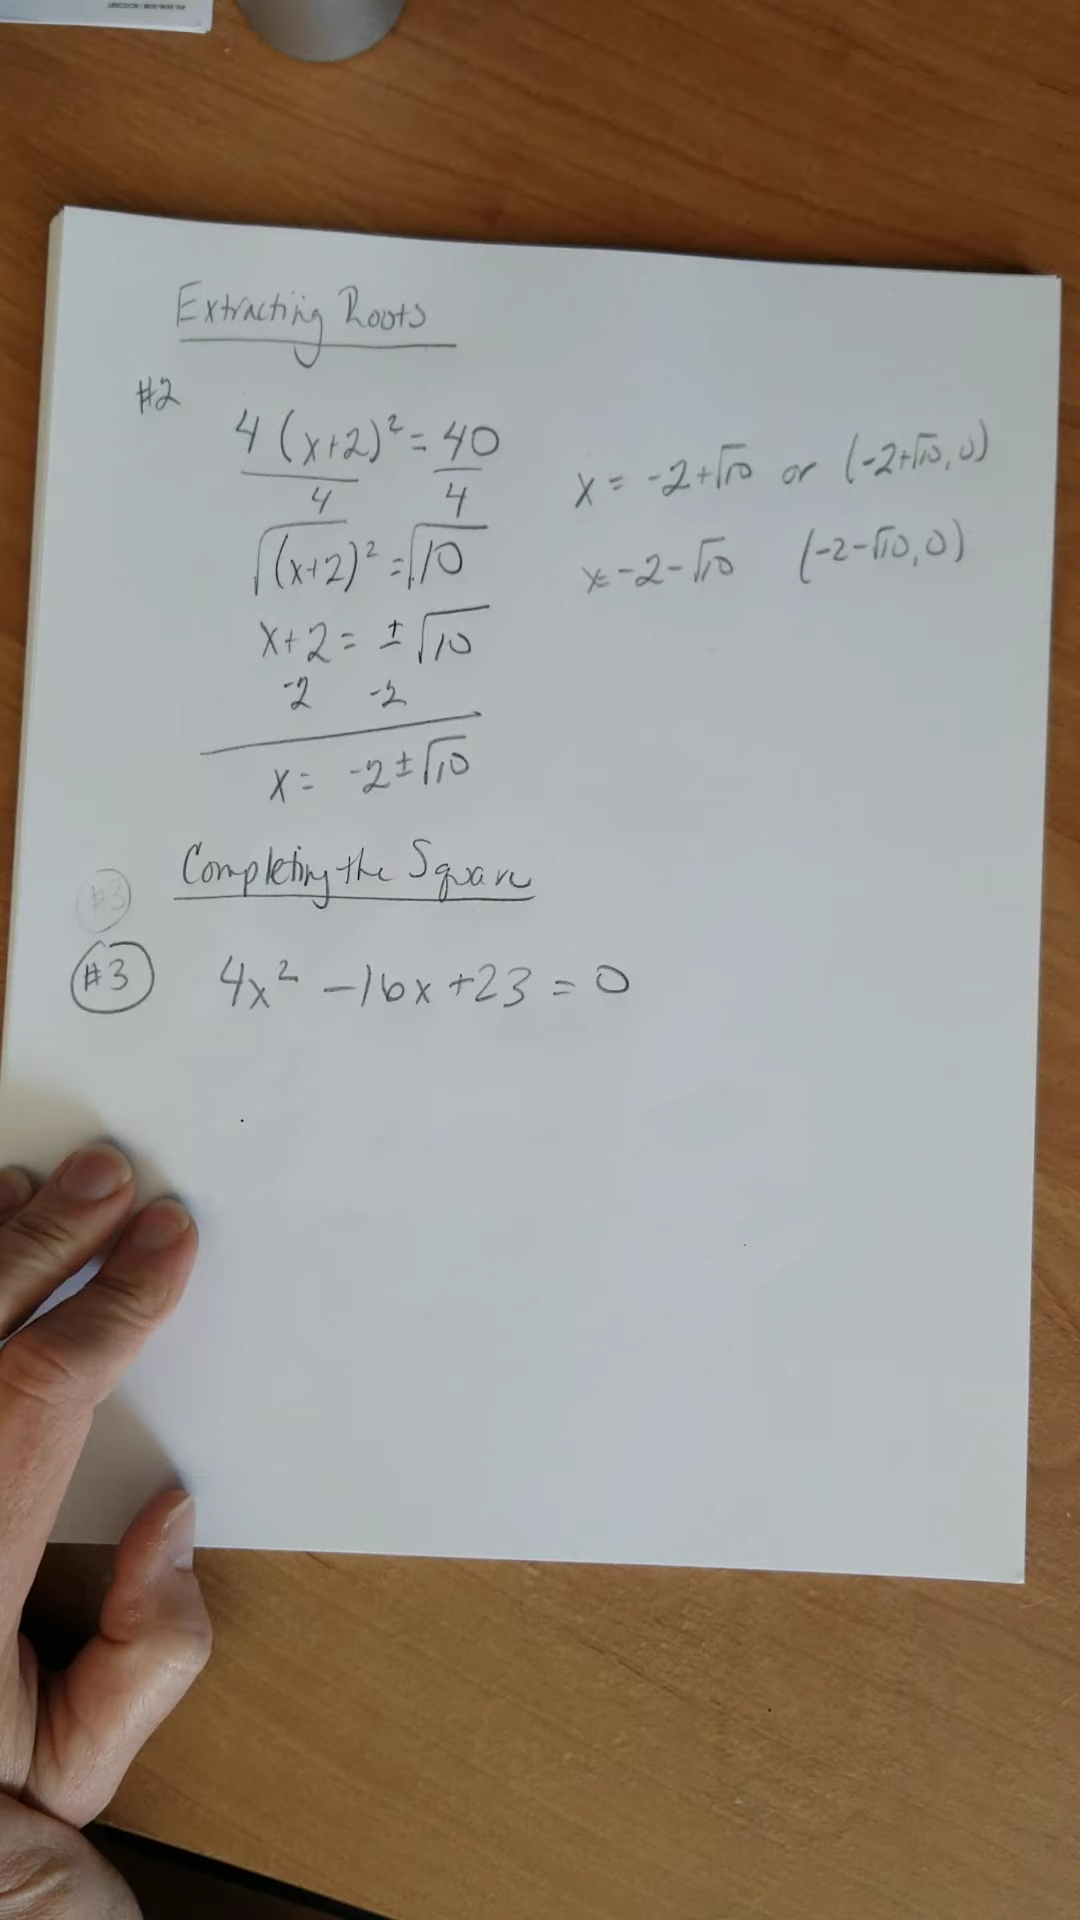 Extracting Roots
#2
4(x+2)² = 40
4 4
√(x+2)² = √10
x+2 = ±√10
-2 -2
x = -2±√10
x = -2+√10 or (-2+√10, 0)
x = -2-√10 (-2-√10, 0)
Completing the Square
#3
#3 4x² - 16x + 23 = 0